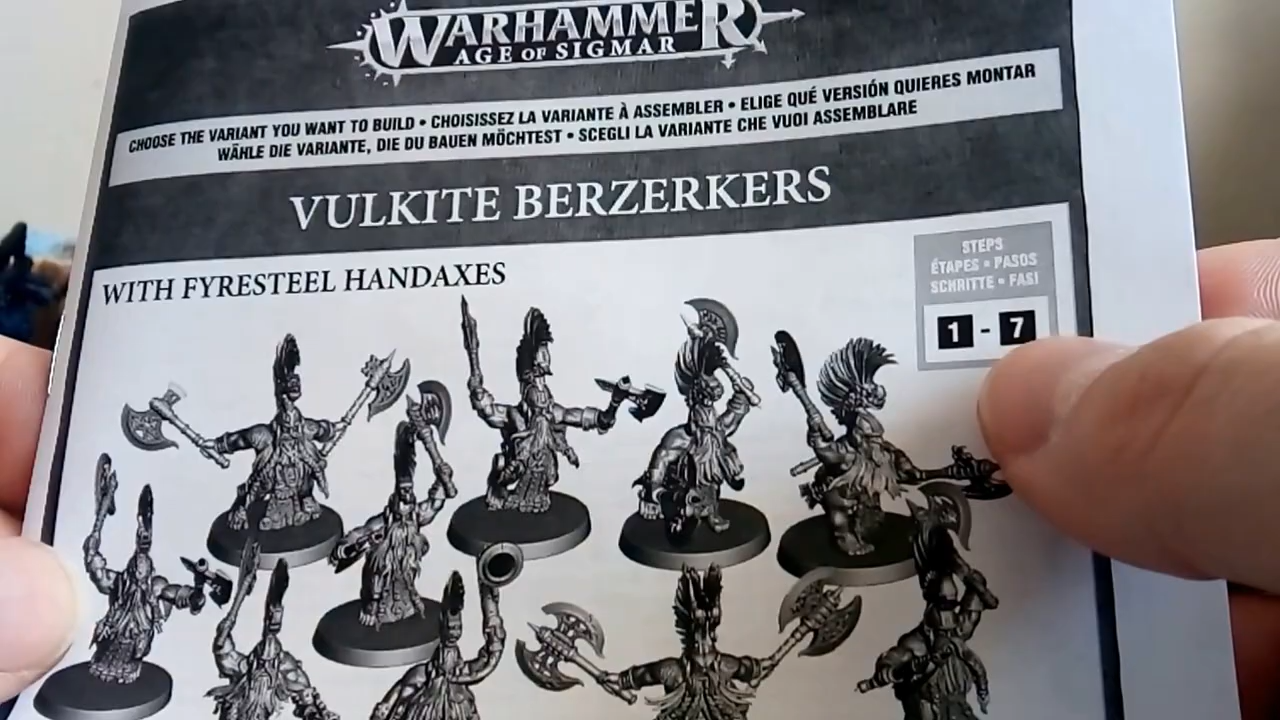 WARHAMMER
AGE OF SIGMAR
CHOOSE THE VARIANT YOU WANT TO BUILD • CHOISISSEZ LA VARIANTE À ASSEMBLER • ELIGE QUÉ VERSIÓN QUIERES MONTAR
WÄHLE DIE VARIANTE, DIE DU BAUEN MÖCHTEST • SCEGLI LA VARIANTE CHE VUOI ASSEMBLARE
VULKITE BERZERKERS
WITH FYRESTEEL HANDAXES
STEPS
ÉTAPES • PASOS
SCHRITTE • FASI
1 - 7